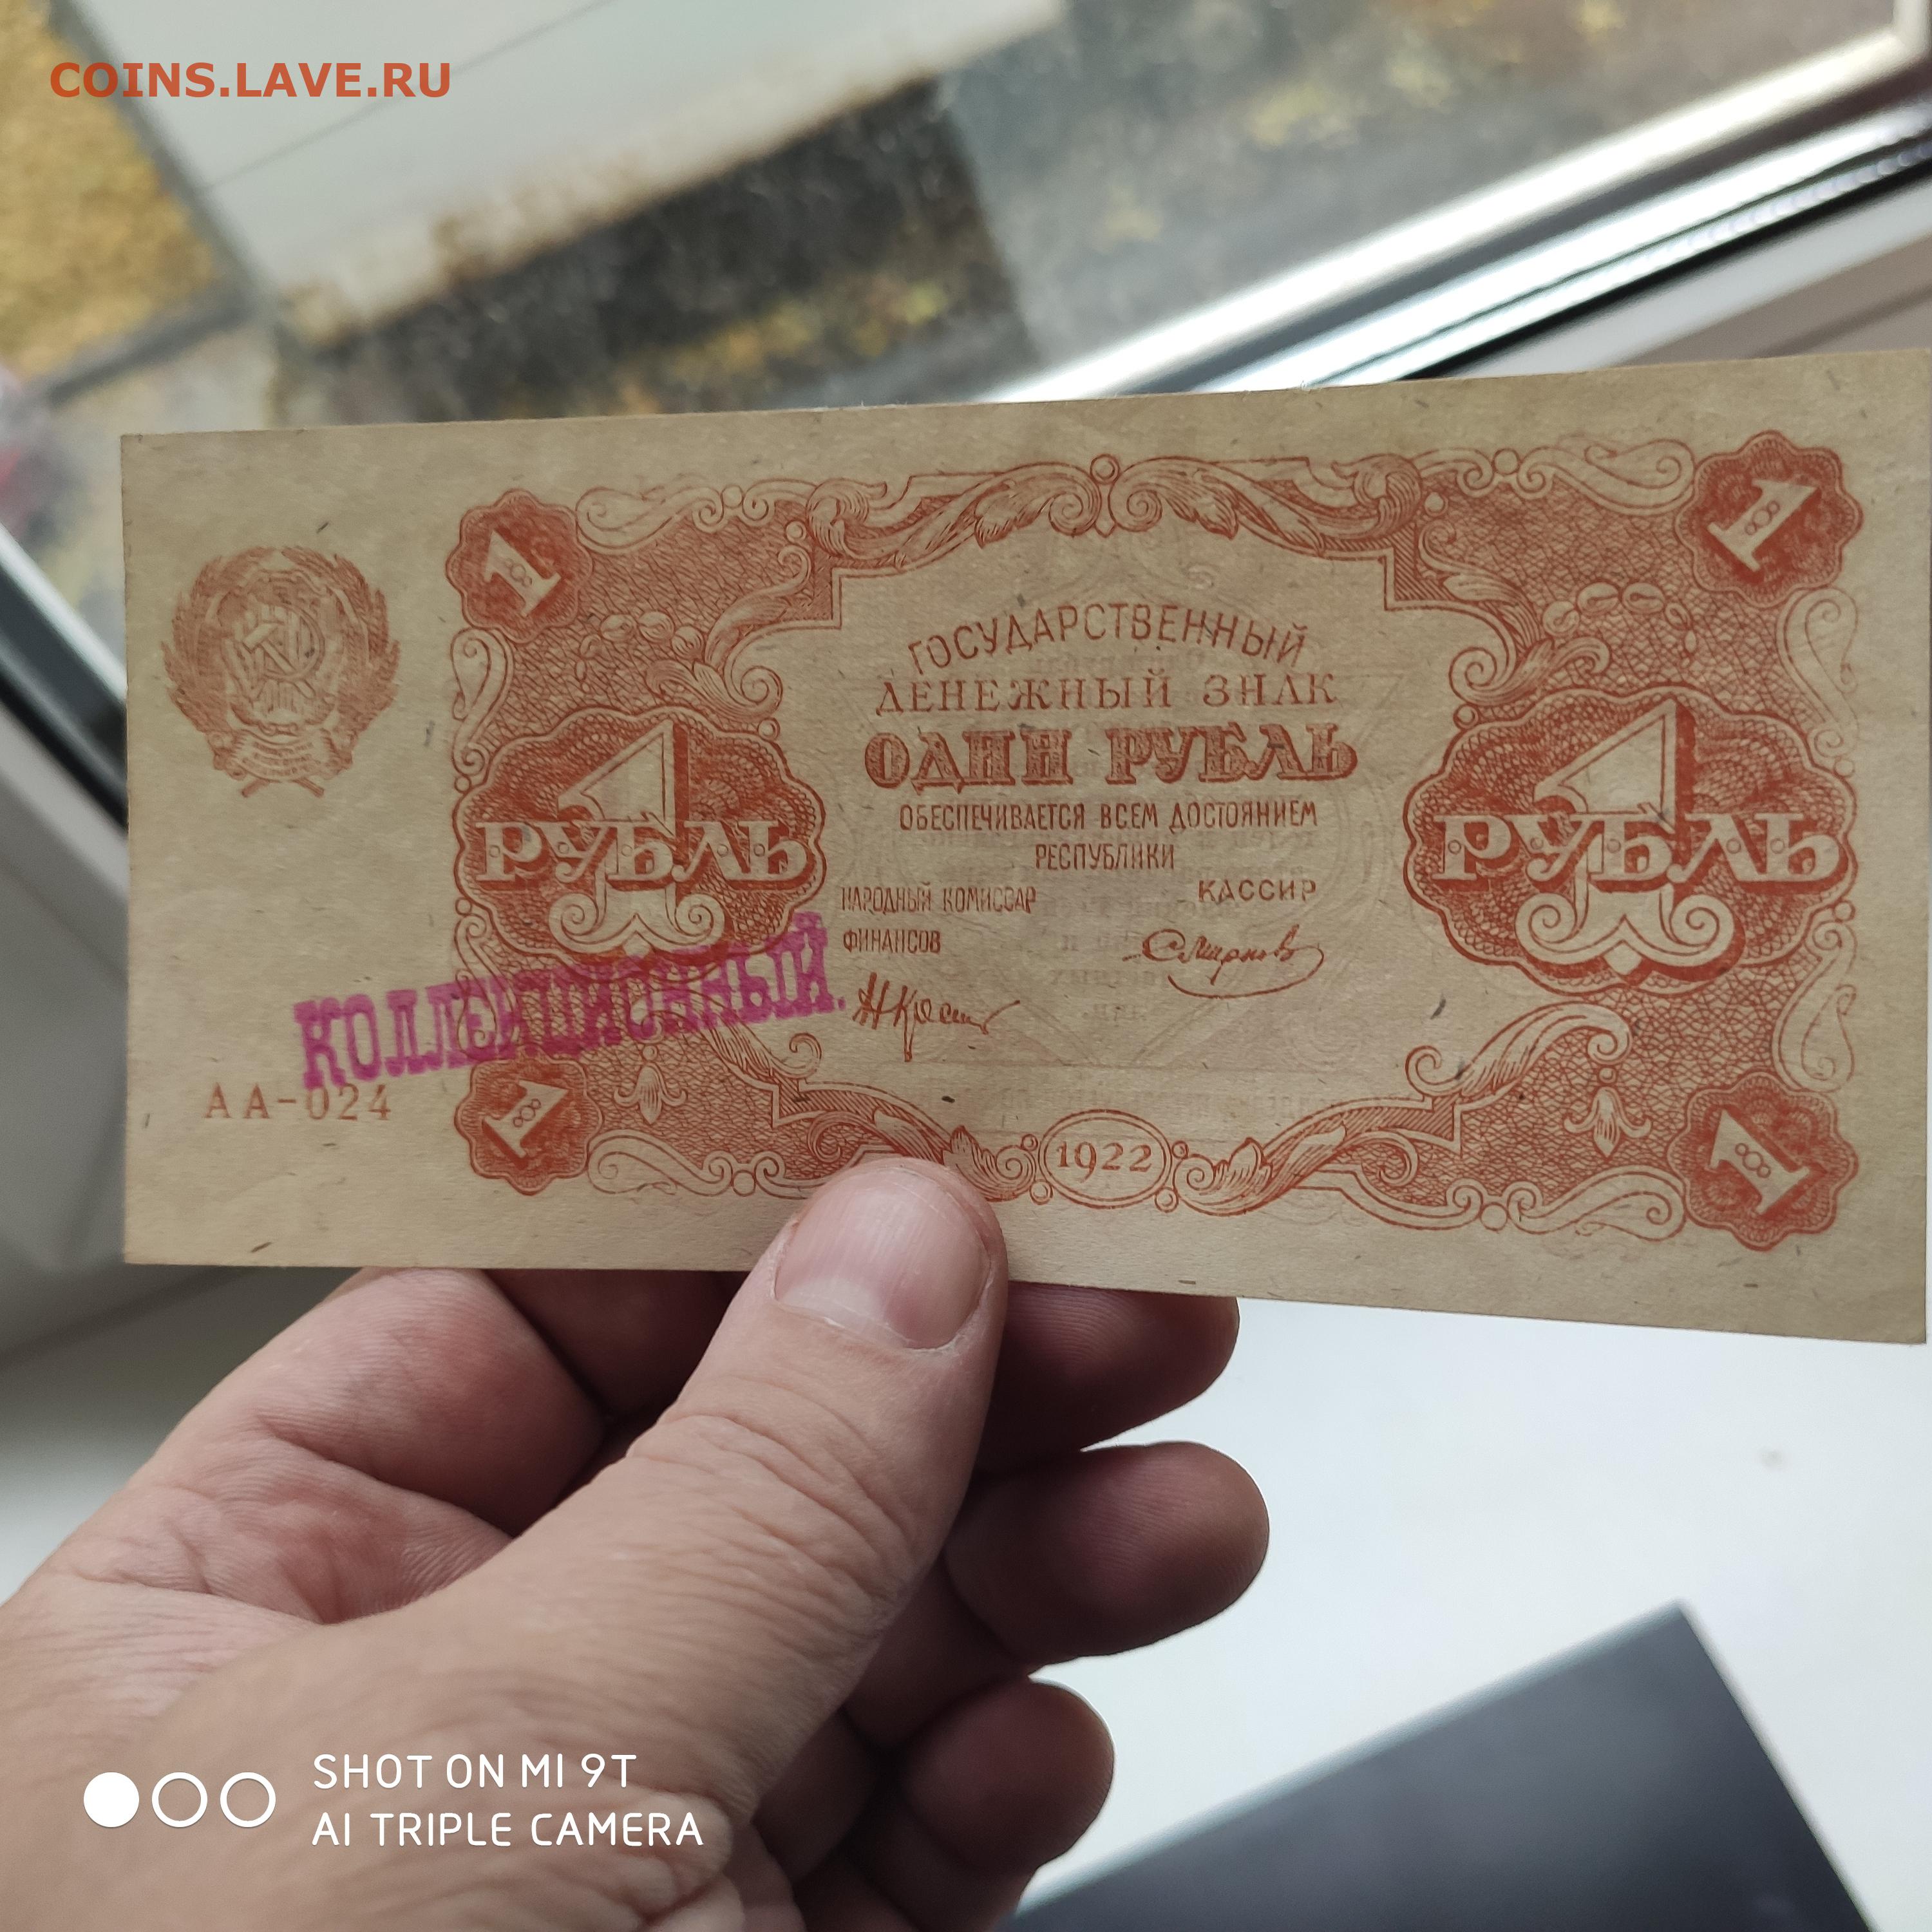 COINS.LAVE.RU
1
1
ГОСУДАРСТВЕННЫЙ
ДЕНЕЖНЫЙ ЗНАК
ОДИН РУБЛЬ
ОБЕСПЕЧИВАЕТСЯ ВСЕМ ДОСТОЯНИЕМ
РЕСПУБЛИКИ
1 РУБЛЬ
1 РУБЛЬ
НАРОДНЫЙ КОМИССАР
ФИНАНСОВ
КАССИР
Смирнов
КОЛЛЕКЦИОННЫЙ.
АА-024
1
1922
1
SHOT ON MI 9T
AI TRIPLE CAMERA